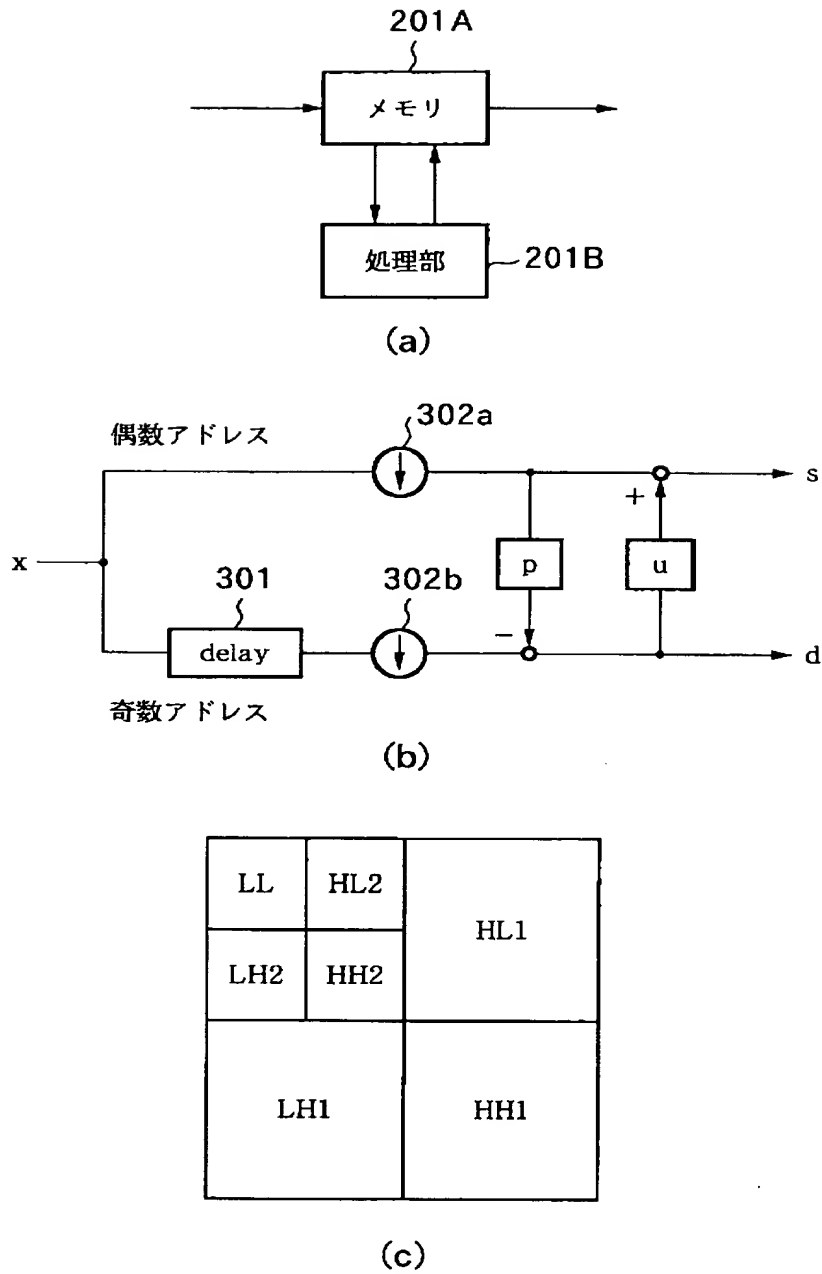 201A
メモリ
処理部
201B
(a)
偶数アドレス
302a
s
+
x
p
u
301
302b
−
delay
d
奇数アドレス
(b)
LL
HL2
HL1
LH2
HH2
LH1
HH1
(c)